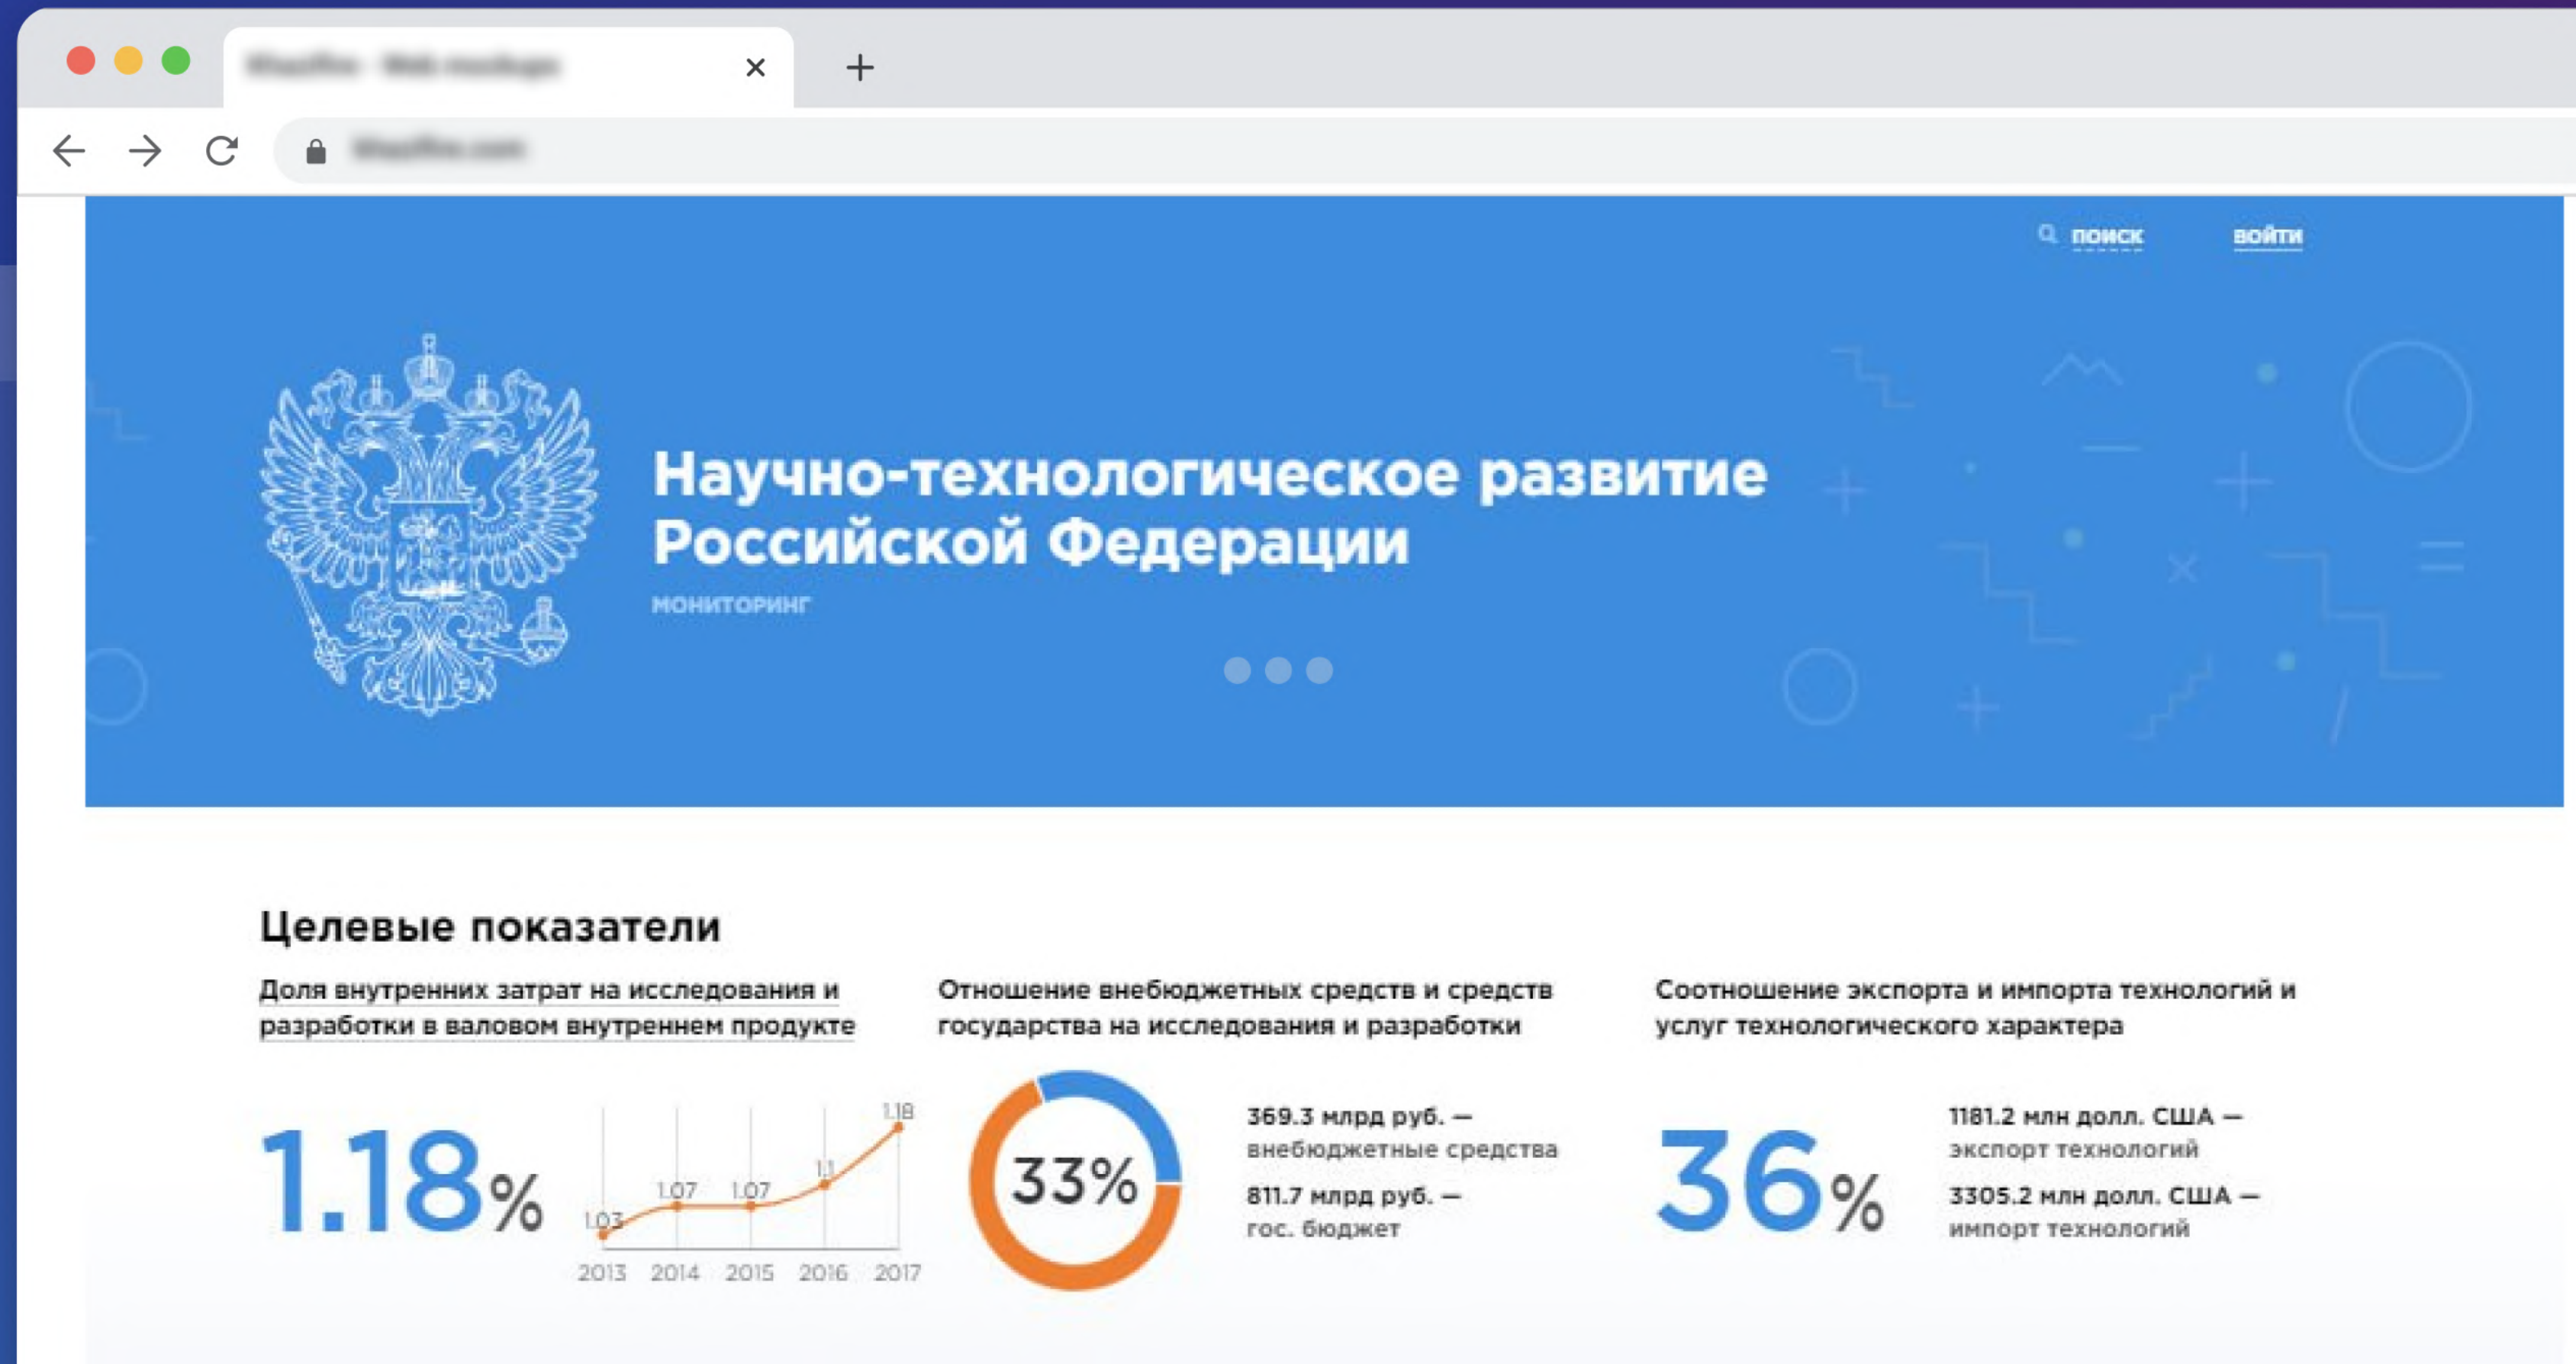 поиск
войти
Научно-технологическое развитие
Российской Федерации
МОНИТОРИНГ
Целевые показатели
Доля внутренних затрат на исследования и
разработки в валовом внутреннем продукте
1.18%
1.03
1.07
1.07
1.1
1.18
2013 2014 2015 2016 2017
Отношение внебюджетных средств и средств
государства на исследования и разработки
33%
369.3 млрд руб. —
внебюджетные средства
811.7 млрд руб. —
гос. бюджет
Соотношение экспорта и импорта технологий и
услуг технологического характера
36%
1181.2 млн долл. США —
экспорт технологий
3305.2 млн долл. США —
импорт технологий